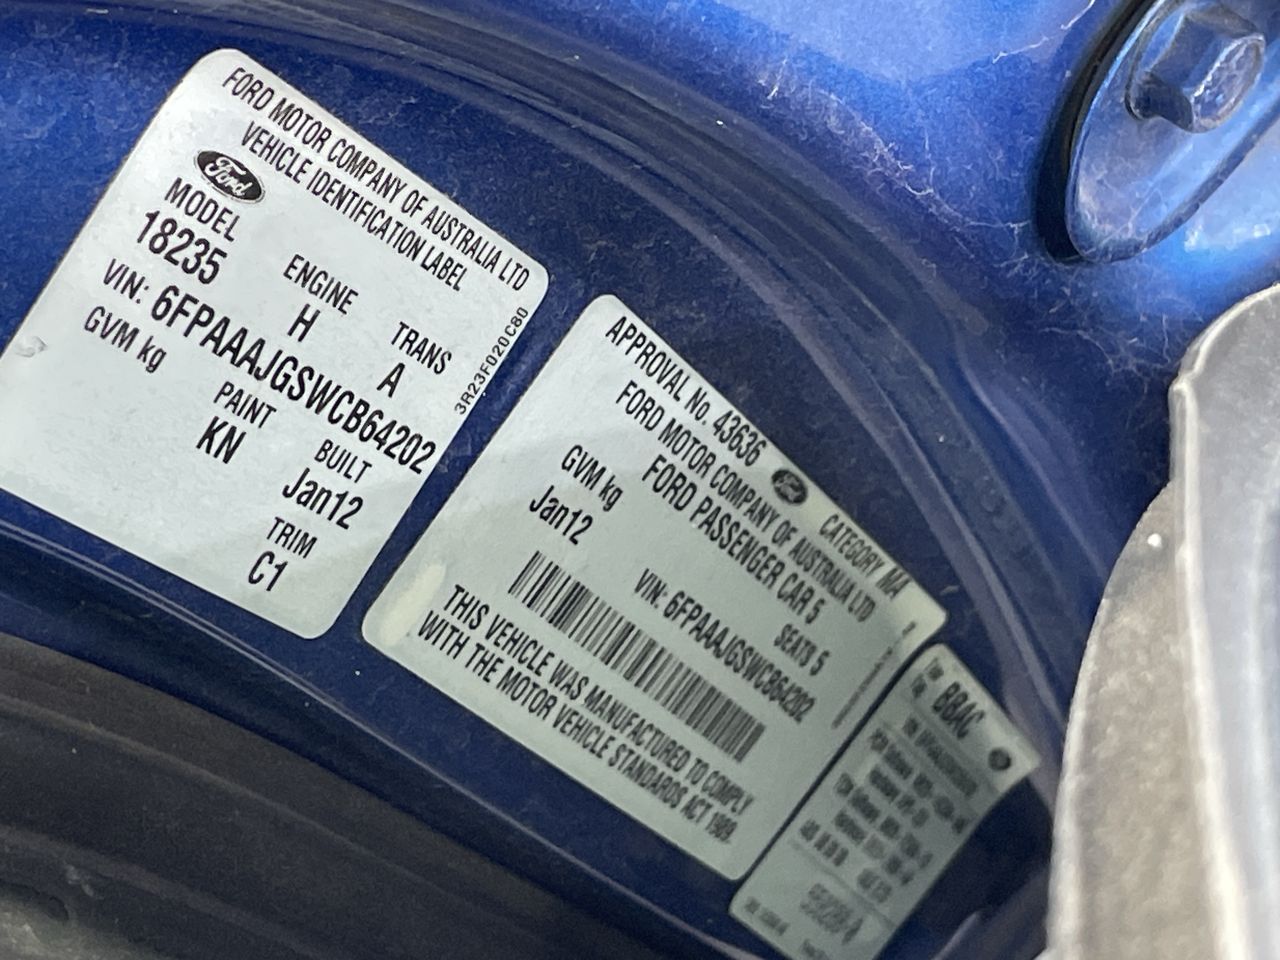 FORD MOTOR COMPANY OF AUSTRALIA LTD
VEHICLE IDENTIFICATION LABEL
Ford
MODEL ENGINE TRANS
18235 H A
VIN: 6FPAAAJGSWCB64202
GVM kg PAINT BUILT TRIM
KN Jan12 C1
3R23F020C80
APPROVAL No. 43636 Ford CATEGORY MA
FORD MOTOR COMPANY OF AUSTRALIA LTD
FORD PASSENGER CAR 5
GVM kg SEATS 5
Jan12 VIN: 6FPAAAJGSWCB64202
THIS VEHICLE WAS MANUFACTURED TO COMPLY
WITH THE MOTOR VEHICLE STANDARDS ACT 1989.
BBAC